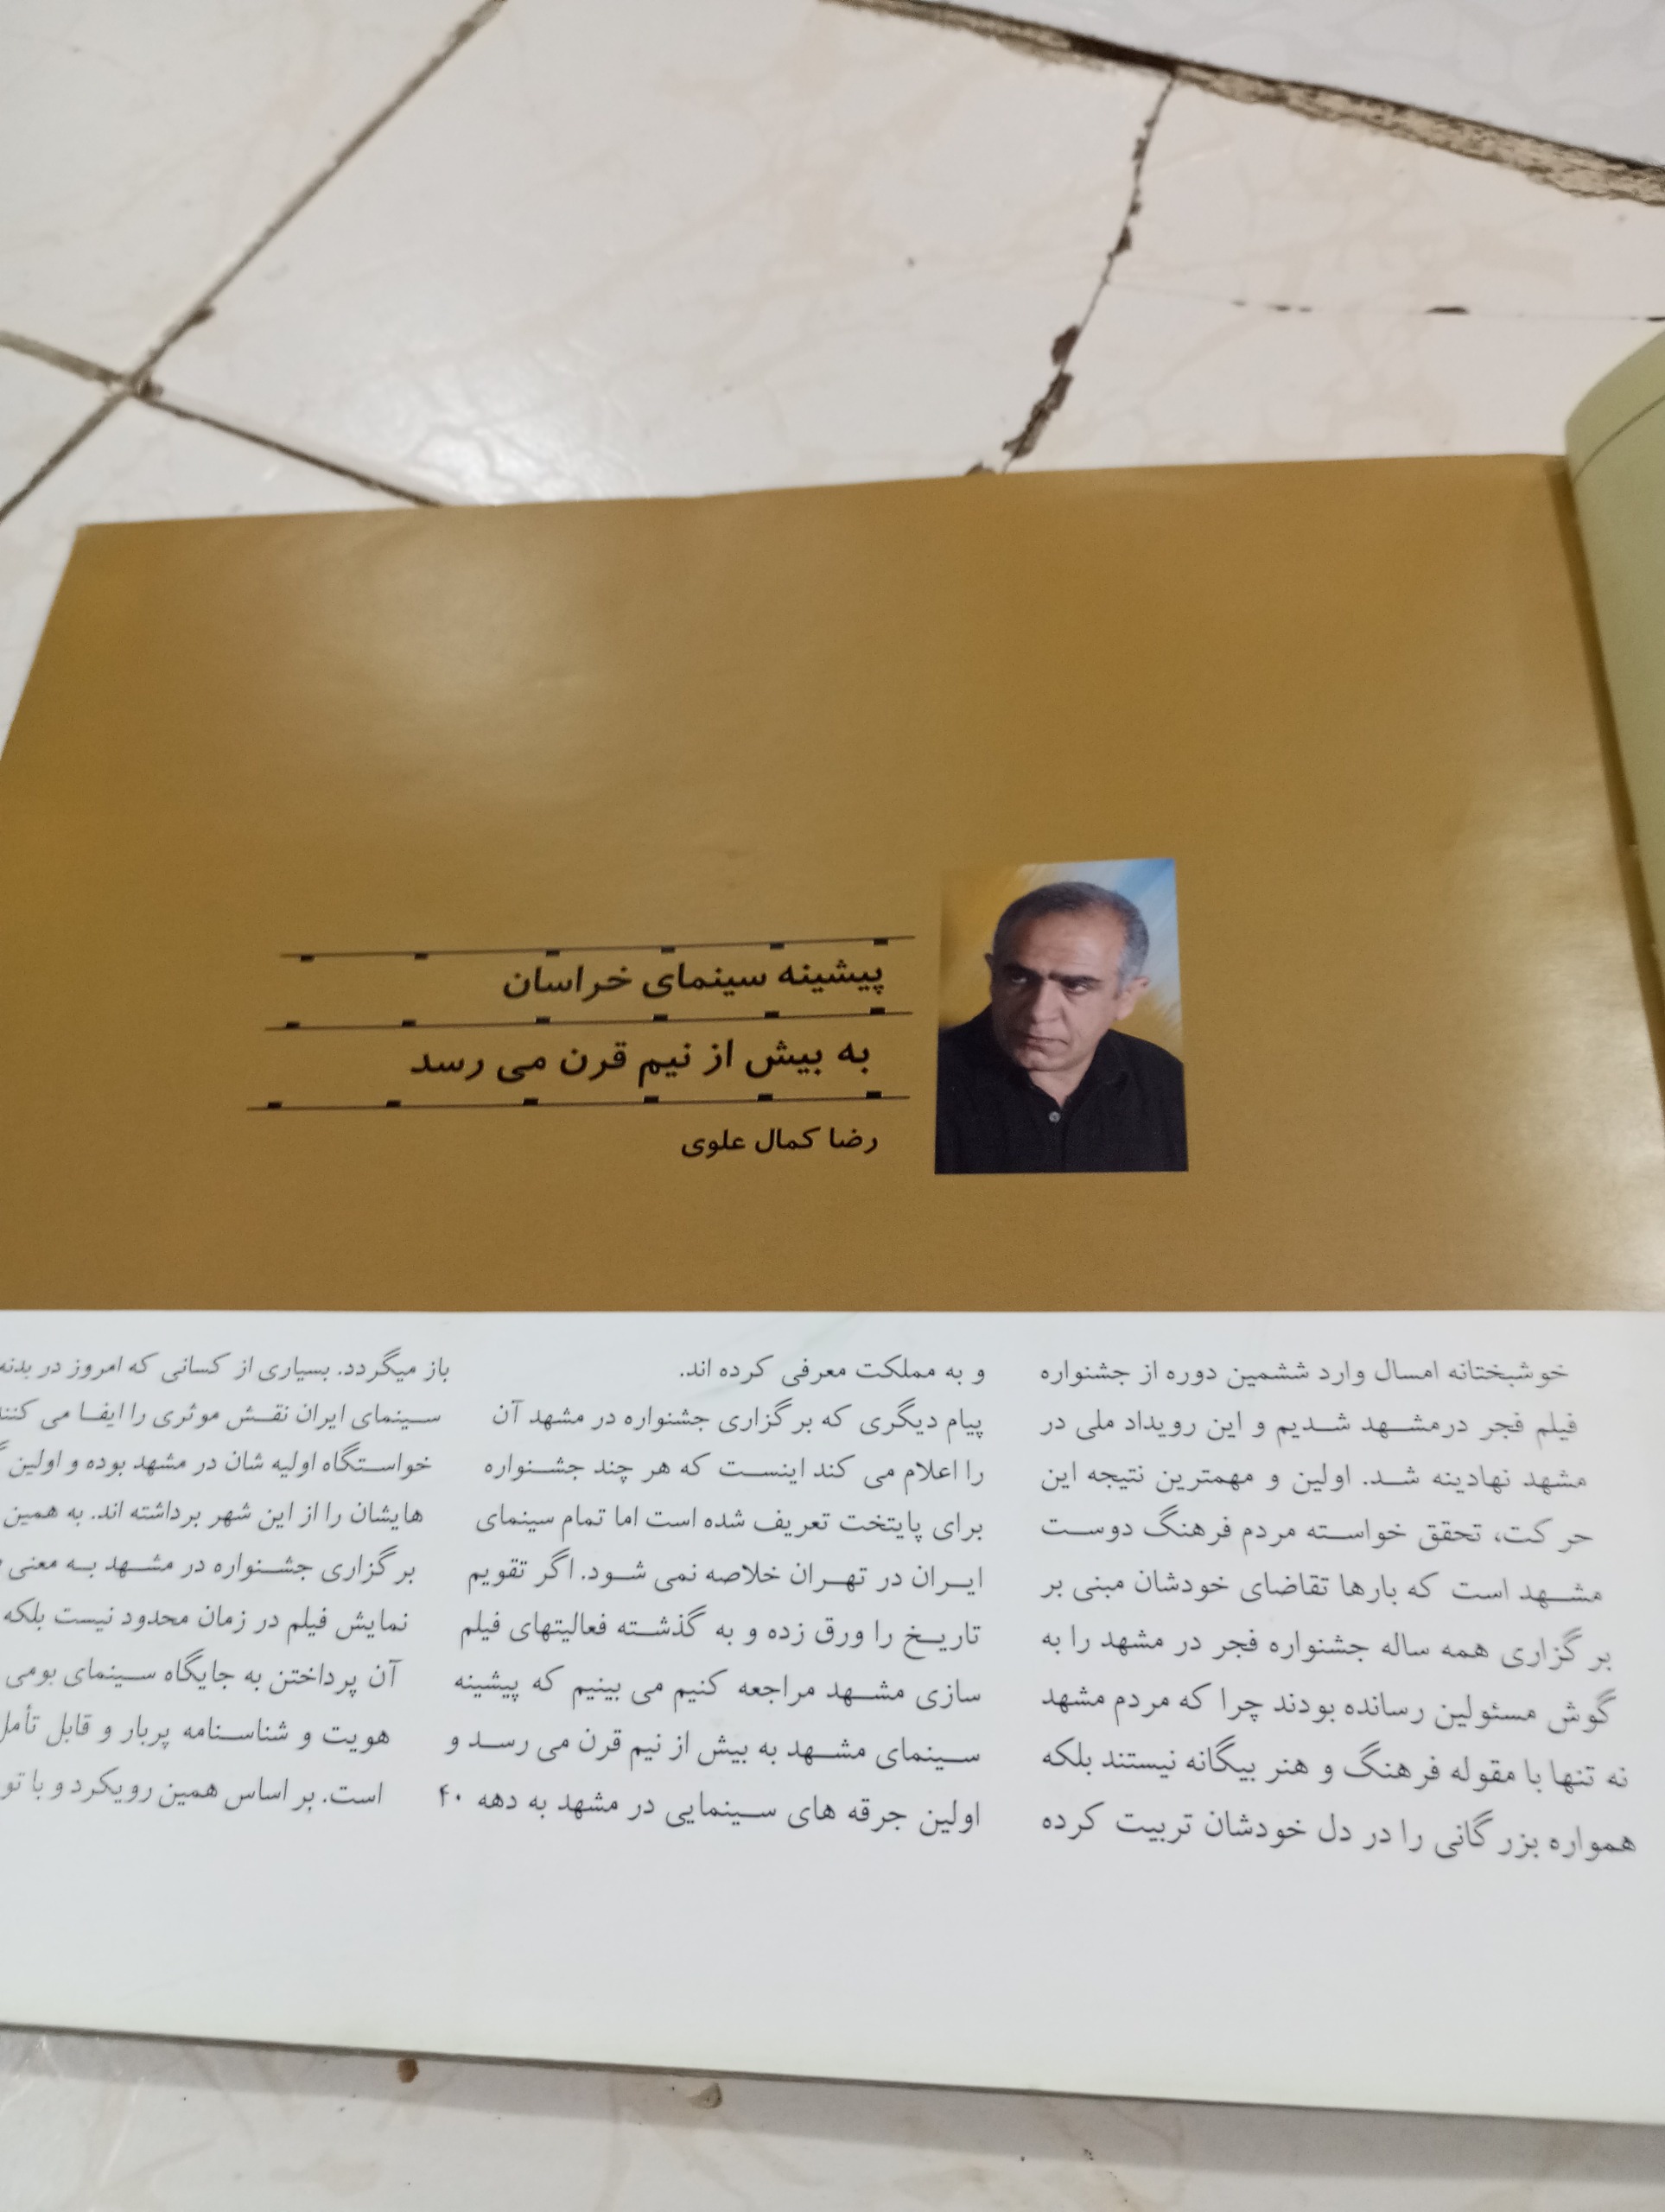 پیشینه سینمای خراسان
به بیش از نیم قرن می رسد
رضا کمال علوی
خوشبختانه امسال وارد ششمین دوره از جشنواره
فیلم فجر درمشهد شدیم و این رویداد ملی در
مشهد نهادینه شد. اولین و مهمترین نتیجه این
حرکت، تحقق خواسته مردم فرهنگ دوست
مشهد است که بارها تقاضای خودشان مبنی بر
برگزاری همه ساله جشنواره فجر در مشهد را به
گوش مسئولین رسانده بودند چرا که مردم مشهد
نه تنها با مقوله فرهنگ و هنر بیگانه نیستند بلکه
همواره بزرگانی را در دل خودشان تربیت کرده
و به مملکت معرفی کرده اند.
پیام دیگری که برگزاری جشنواره در مشهد آن
را اعلام می کند اینست که هر چند جشنواره
برای پایتخت تعریف شده است اما تمام سینمای
ایران در تهران خلاصه نمی شود. اگر تقویم
تاریخ را ورق زده و به گذشته فعالیتهای فیلم
سازی مشهد مراجعه کنیم می بینیم که پیشینه
سینمای مشهد به بیش از نیم قرن می رسد و
اولین جرقه های سینمایی در مشهد به دهه ۴۰
باز میگردد. بسیاری از کسانی که امروز در بدنه
سینمای ایران نقش موثری را ایفا می کنند
خواستگاه اولیه شان در مشهد بوده و اولین
هایشان را از این شهر برداشته اند. به همین
برگزاری جشنواره در مشهد به معنی
نمایش فیلم در زمان محدود نیست بلکه
آن پرداختن به جایگاه سینمای بومی
هویت و شناسنامه پربار و قابل تأمل
است. بر اساس همین رویکرد و با